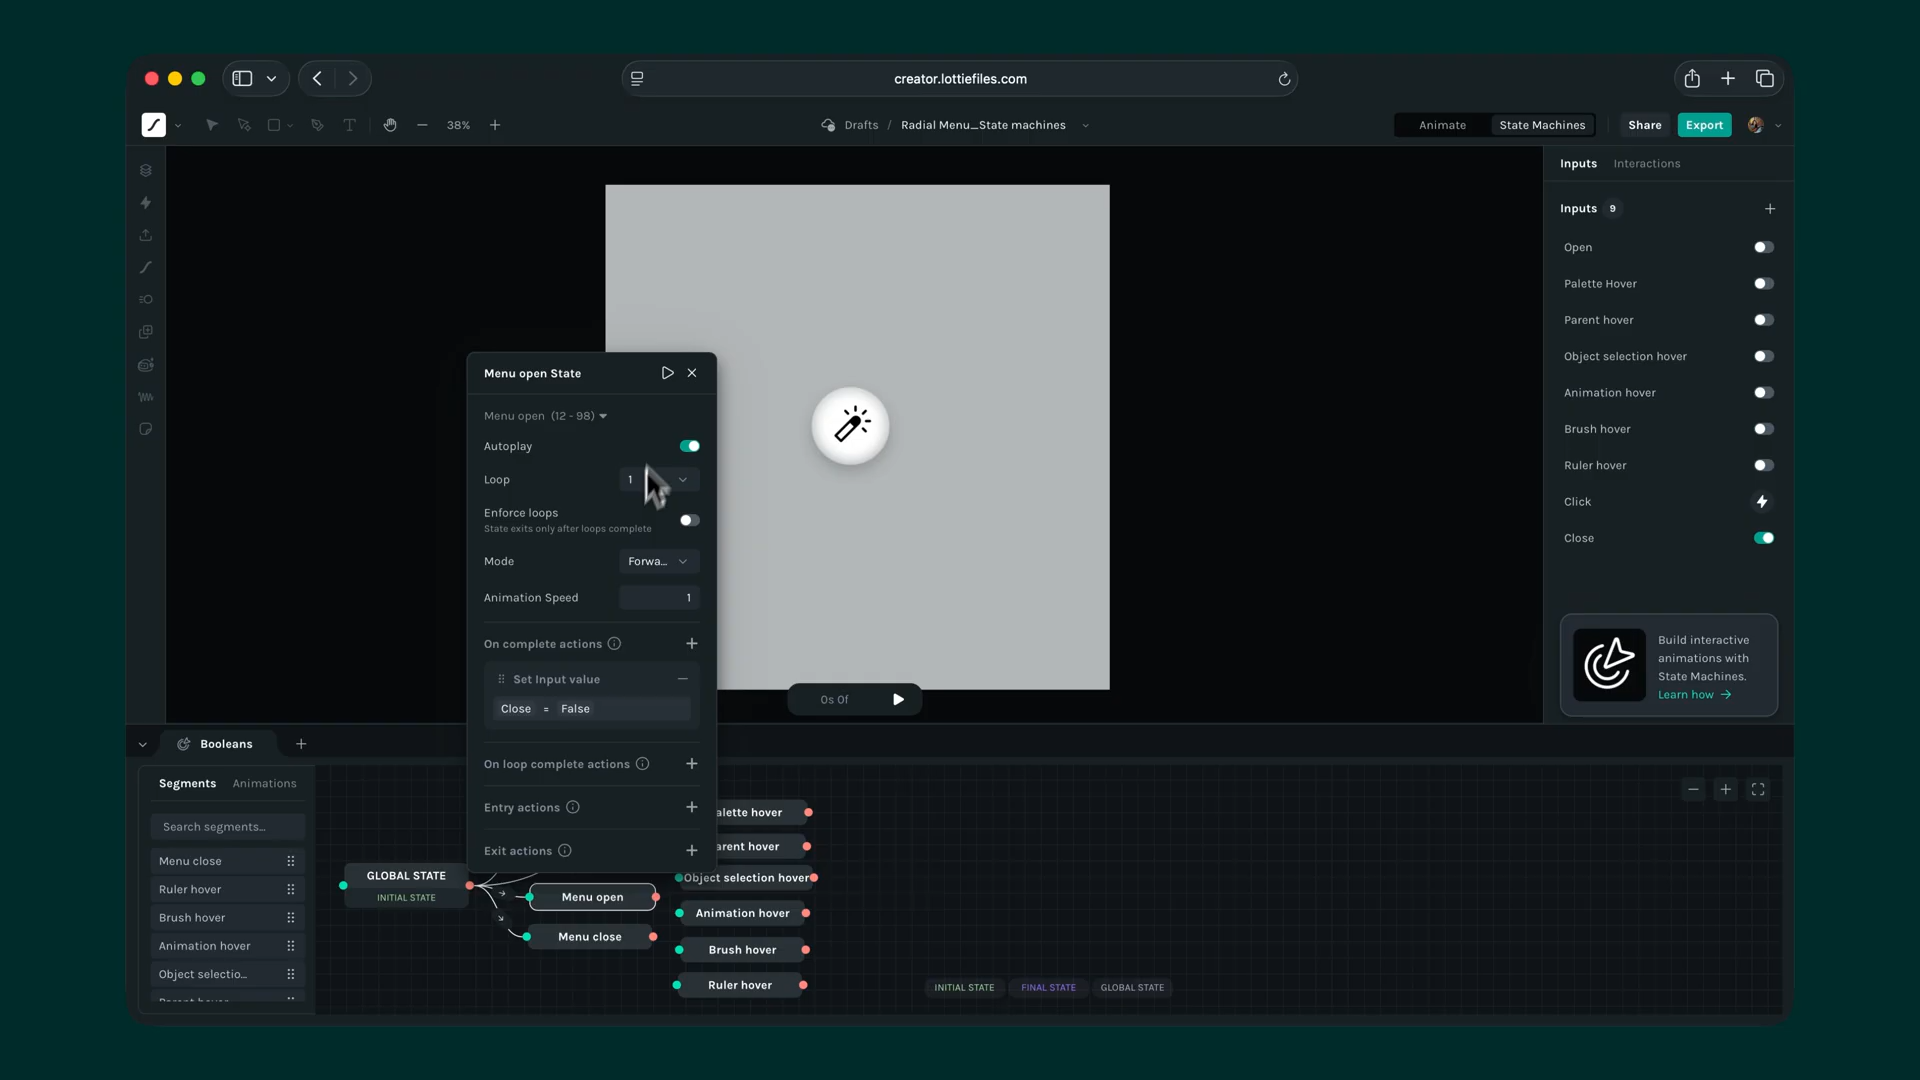 creator.lottiefiles.com
38%
Drafts / Radial Menu_State machines
Animate
State Machines
Share
Export
Inputs
Interactions
Inputs 9
Open
Palette Hover
Parent hover
Object selection hover
Animation hover
Brush hover
Ruler hover
Click
Close
Build interactive
animations with
State Machines.
Learn how →
Menu open State
Menu open (12 - 98)
Autoplay
Loop
1
Enforce loops
State exits only after loops complete
Mode
Forwa...
Animation Speed
1
On complete actions
Set Input value
Close = False
On loop complete actions
Entry actions
Exit actions
0s 0f
Booleans
Segments
Animations
Search segments...
Menu close
Ruler hover
Brush hover
Animation hover
Object selectio...
GLOBAL STATE
INITIAL STATE
Menu open
Menu close
alette hover
arent hover
Object selection hover
Animation hover
Brush hover
Ruler hover
INITIAL STATE
FINAL STATE
GLOBAL STATE